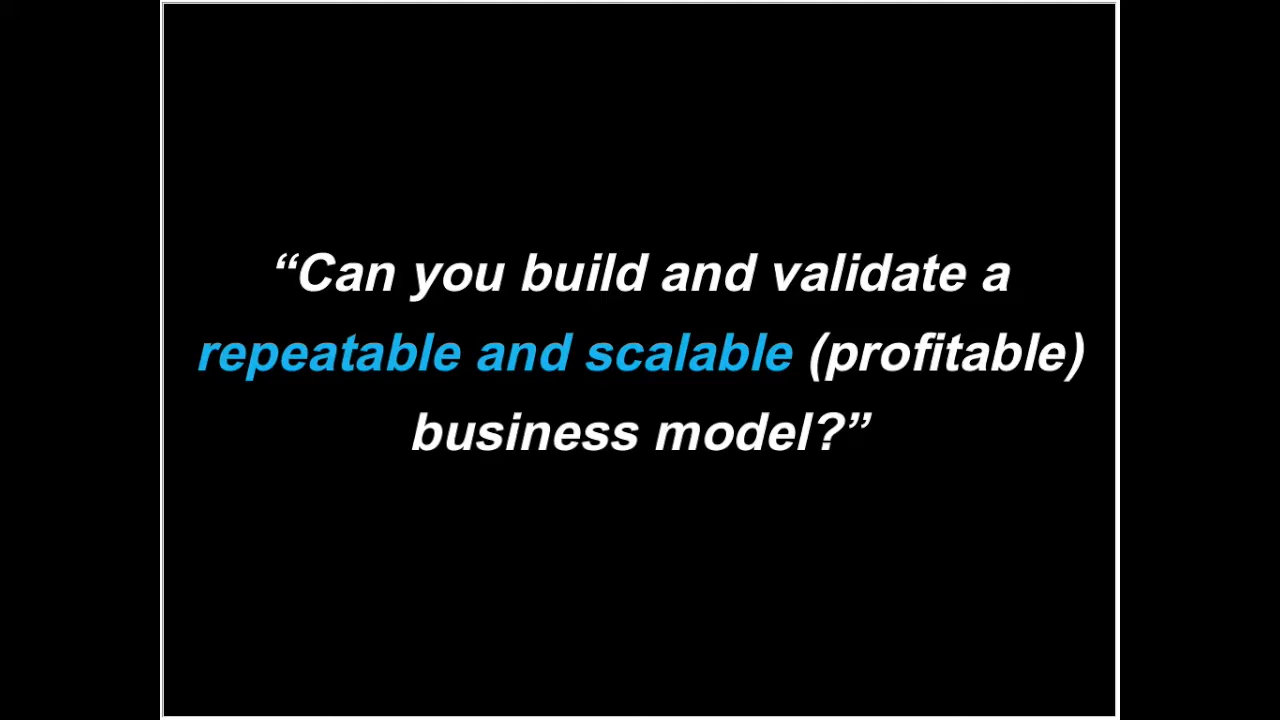 “Can you build and validate a
repeatable and scalable (profitable)
business model?”